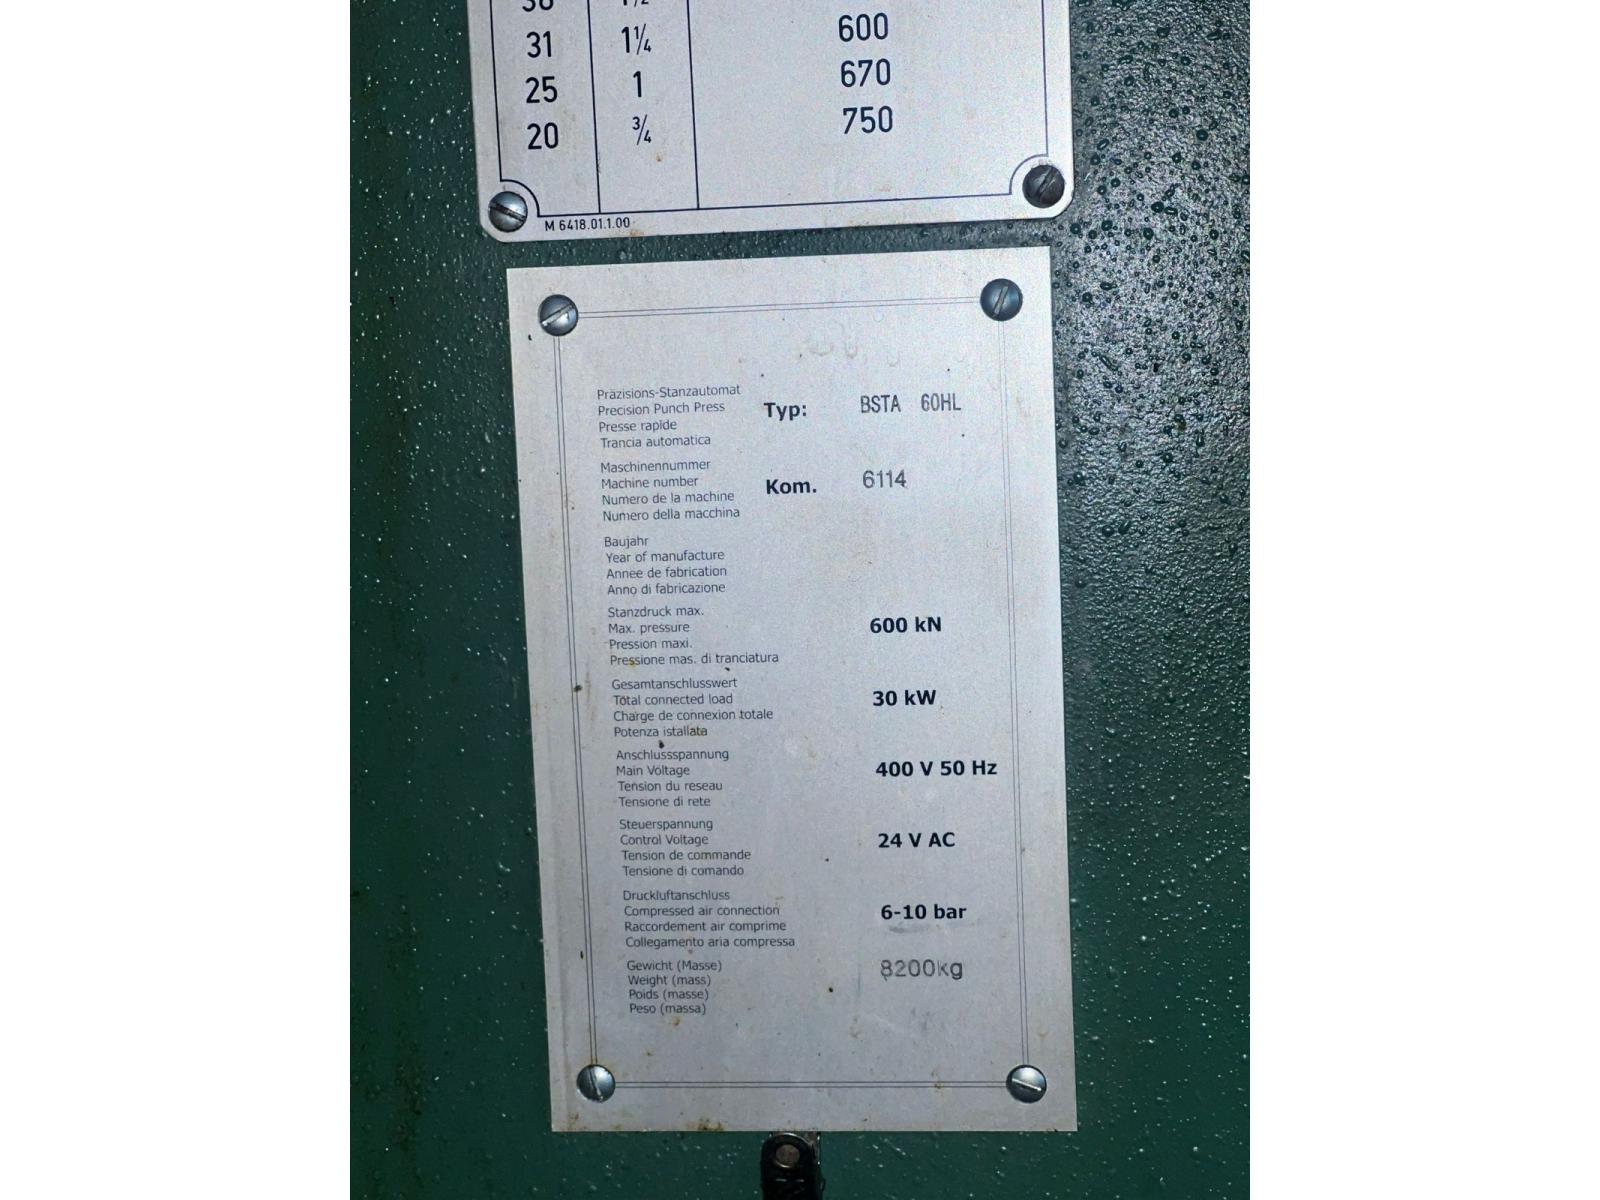 31 1¼ 600
25 1 670
20 ¾ 750
M 6418.01.1.00
Präzisions-Stanzautomat
Precision Punch Press
Presse rapide
Trancia automatica
Typ: BSTA 60HL
Maschinennummer
Machine number
Numero de la machine
Numero della macchina
Kom. 6114
Baujahr
Year of manufacture
Annee de fabrication
Anno di fabricazione
Stanzdruck max.
Max. pressure
Pression maxi.
Pressione mas. di tranciatura
600 kN
Gesamtanschlusswert
Total connected load
Charge de connexion totale
Potenza istallata
30 kW
Anschlussspannung
Main Voltage
Tension du reseau
Tensione di rete
400 V 50 Hz
Steuerspannung
Control Voltage
Tension de commande
Tensione di comando
24 V AC
Druckluftanschluss
Compressed air connection
Raccordement air comprime
Collegamento aria compressa
6-10 bar
Gewicht (Masse)
Weight (mass)
Poids (masse)
Peso (massa)
8200kg